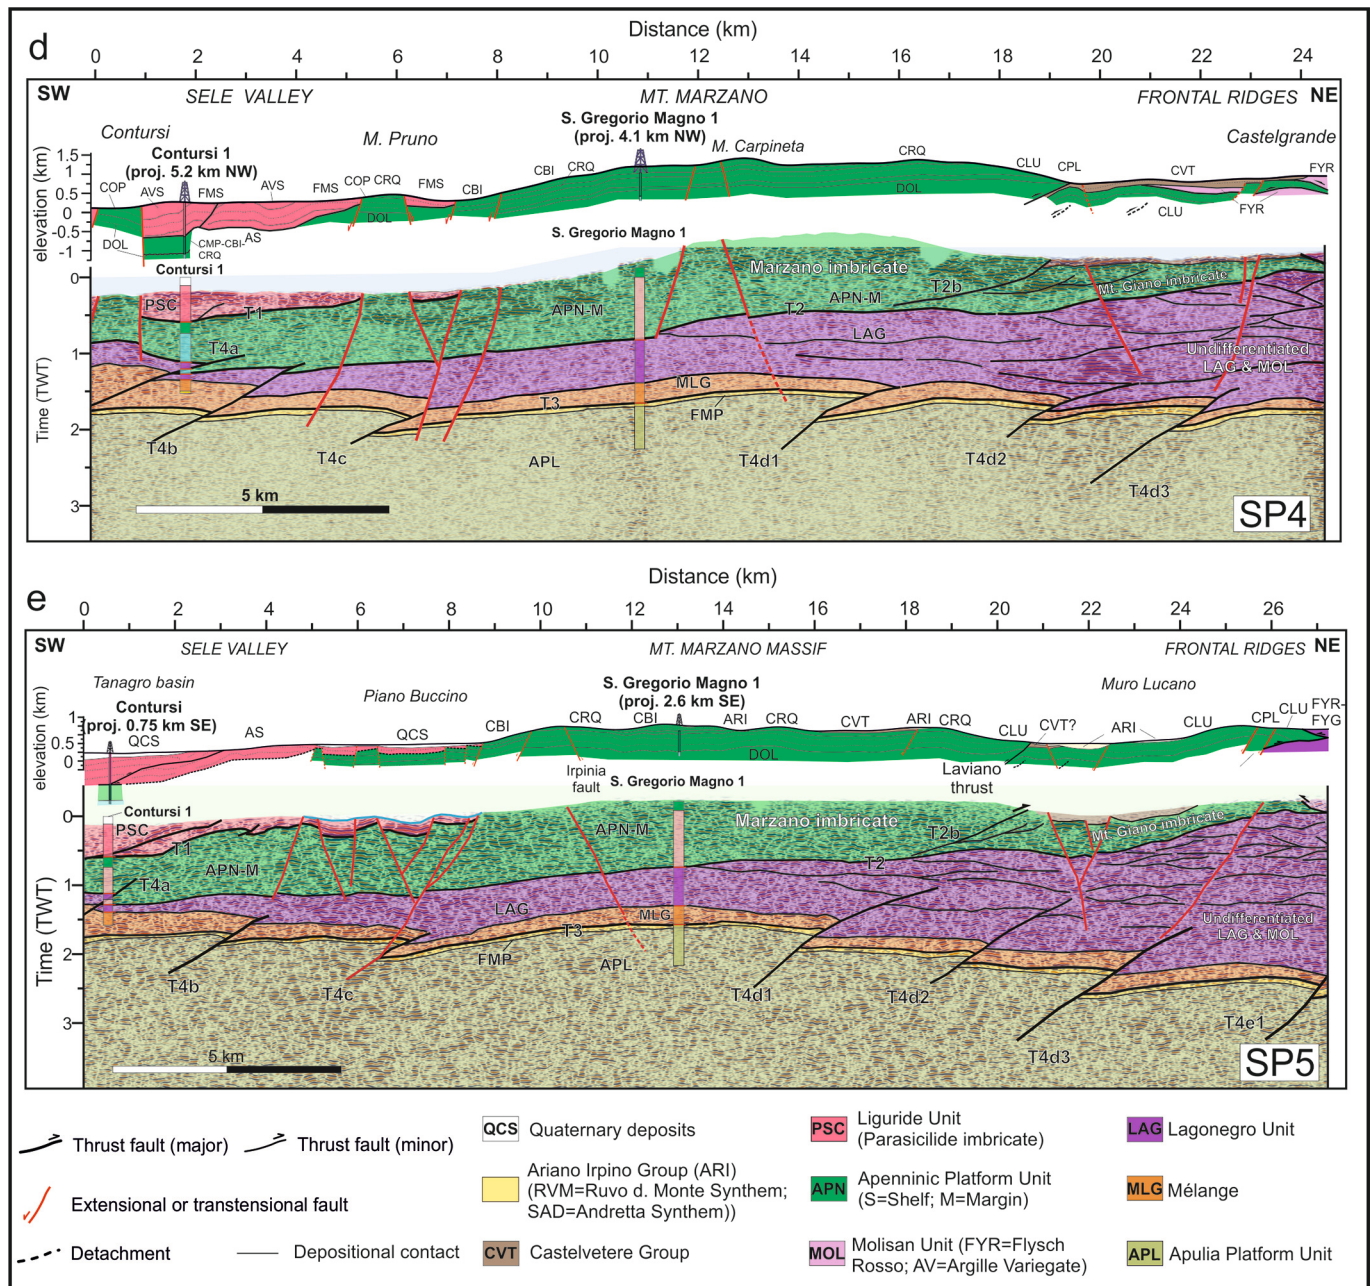 d
Distance (km)
0 2 4 6 8 10 12 14 16 18 20 22 24
SW SELE VALLEY MT. MARZANO FRONTAL RIDGES NE
Contursi M. Pruno S. Gregorio Magno 1 M. Carpineta Castelgrande
(proj. 4.1 km NW)
Contursi 1
(proj. 5.2 km NW)
elevation (km)
1.5
1
0.5
0
-0.5
-1
COP AVS FMS AVS FMS COP CRQ FMS CBI CBI CRQ CRQ CLU CPL CVT FYR
DOL AS DOL DOL CLU FYR
CMP-CBI-
CRQ
Contursi 1
S. Gregorio Magno 1
Time (TWT)
0
1
2
3
PSC T1 APN-M Marzano imbricate APN-M T2 T2b Mt. Giano imbricate
T4a LAG Undifferentiated
LAG & MOL
MLG
T3 FMP
T4b T4c APL T4d1 T4d2 T4d3
5 km
SP4
e
Distance (km)
0 2 4 6 8 10 12 14 16 18 20 22 24 26
SW SELE VALLEY MT. MARZANO MASSIF FRONTAL RIDGES NE
Tanagro basin Piano Buccino S. Gregorio Magno 1 Muro Lucano
(proj. 2.6 km SE)
Contursi
(proj. 0.75 km SE)
elevation (km)
1
0.5
0
QCS AS QCS CBI CRQ CBI ARI CRQ CVT ARI CRQ CLU CVT? ARI CLU CPL CLU FYR-
FYG
DOL
Irpinia
fault
Laviano
thrust
Contursi 1
S. Gregorio Magno 1
Time (TWT)
0
1
2
3
PSC T1 APN-M APN-M Marzano imbricate T2b T2 Mt. Giano imbricate
T4a LAG MLG Undifferentiated
LAG & MOL
T3
FMP APL
T4b T4c T4d1 T4d2 T4d3 T4e1
5 km
SP5
Thrust fault (major) Thrust fault (minor)
Extensional or transtensional fault
Detachment Depositional contact
QCS Quaternary deposits
Ariano Irpino Group (ARI)
(RVM=Ruvo d. Monte Synthem;
SAD=Andretta Synthem))
CVT Castelvetere Group
PSC Liguride Unit
(Parasicilide imbricate)
APN Apenninic Platform Unit
(S=Shelf; M=Margin)
MOL Molisan Unit (FYR=Flysch
Rosso; AV=Argille Variegate)
LAG Lagonegro Unit
MLG Mélange
APL Apulia Platform Unit